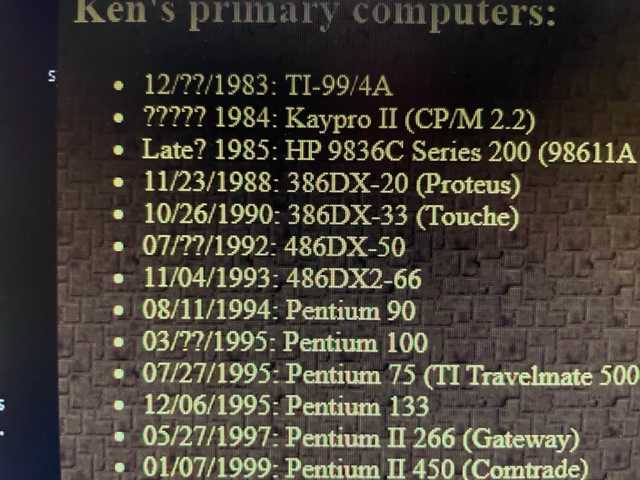 Ken's primary computers:
s
12/??/1983: TI-99/4A
????? 1984: Kaypro II (CP/M 2.2)
Late? 1985: HP 9836C Series 200 (98611A
11/23/1988: 386DX-20 (Proteus)
10/26/1990: 386DX-33 (Touche)
07/??/1992: 486DX-50
11/04/1993: 486DX2-66
08/11/1994: Pentium 90
03/??/1995: Pentium 100
07/27/1995: Pentium 75 (TI Travelmate 500
s
12/06/1995: Pentium 133
05/27/1997: Pentium II 266 (Gateway)
01/07/1999: Pentium II 450 (Comtrade)